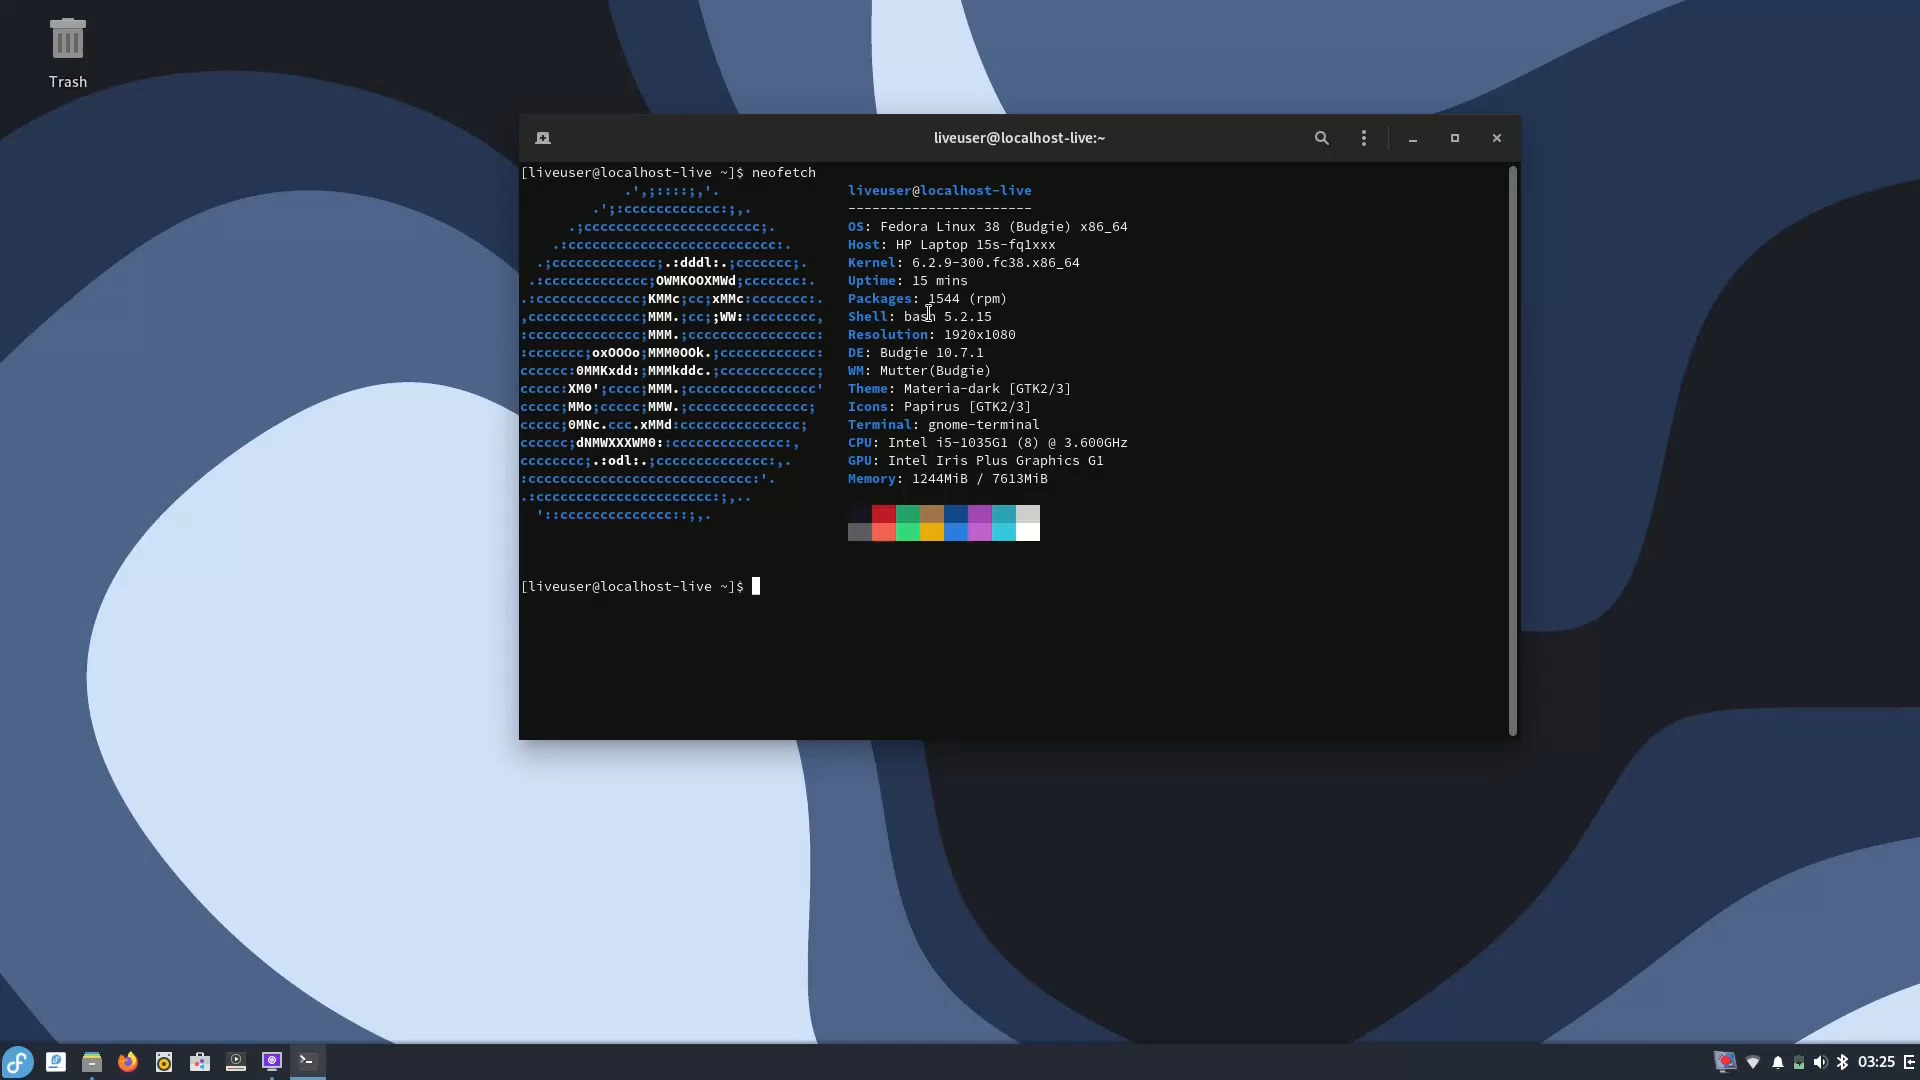 Trash
liveuser@localhost-live:~
[liveuser@localhost-live ~]$ neofetch
.',;::::;,'.                liveuser@localhost-live
.';:cccccccccccc:;,.            -----------------------
.;cccccccccccccccccccccc;.         OS: Fedora Linux 38 (Budgie) x86_64
.:cccccccccccccccccccccccccc:.       Host: HP Laptop 15s-fq1xxx
.;ccccccccccccc;.:dddl:.;ccccccc;.     Kernel: 6.2.9-300.fc38.x86_64
.:ccccccccccccc;OWMKOOXMWd;ccccccc:.    Uptime: 15 mins
.:ccccccccccccc;KMMc;cc;xMMc:ccccccc:.   Packages: 1544 (rpm)
,cccccccccccccc;MMM.;cc;;WW::cccccccc,   Shell: bash 5.2.15
:cccccccccccccc;MMM.;cccccccccccccccc:   Resolution: 1920x1080
:ccccccc;oxOOOo;MMM0OOk.;cccccccccccc:   DE: Budgie 10.7.1
cccccc:0MMKxdd:;MMMkddc.;cccccccccccc;   WM: Mutter(Budgie)
ccccc:XM0';cccc;MMM.;cccccccccccccccc'   Theme: Materia-dark [GTK2/3]
ccccc;MMo;ccccc;MMW.;ccccccccccccccc;    Icons: Papirus [GTK2/3]
ccccc;0MNc.ccc.xMMd:ccccccccccccccc;     Terminal: gnome-terminal
cccccc;dNMWXXXWM0::cccccccccccccc:,      CPU: Intel i5-1035G1 (8) @ 3.600GHz
cccccccc;.:odl:.;cccccccccccccc:,.       GPU: Intel Iris Plus Graphics G1
:cccccccccccccccccccccccccccc:'.         Memory: 1244MiB / 7613MiB
.:cccccccccccccccccccccc:;,..
'::cccccccccccccc::;,.
[liveuser@localhost-live ~]$
03:25